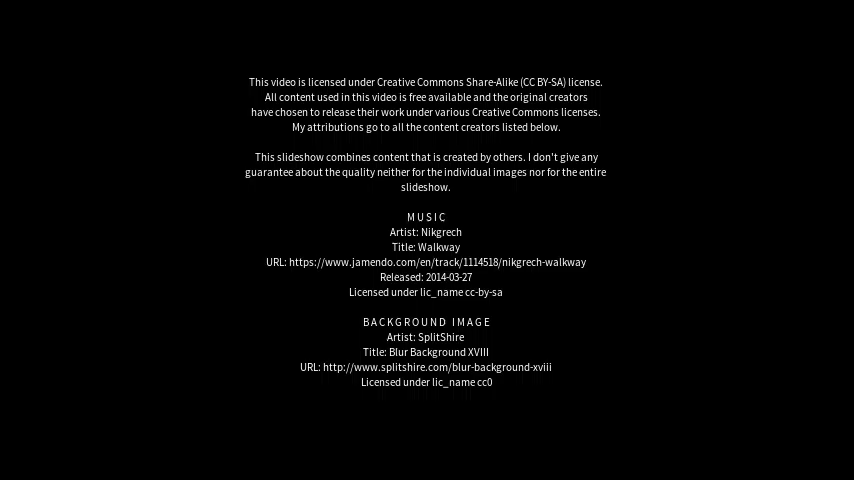 This video is licensed under Creative Commons Share-Alike (CC BY-SA) license.
All content used in this video is free available and the original creators
have chosen to release their work under various Creative Commons licenses.
My attributions go to all the content creators listed below.
This slideshow combines content that is created by others. I don't give any
guarantee about the quality neither for the individual images nor for the entire
slideshow.
MUSIC
Artist: Nikgrech
Title: Walkway
URL: https://www.jamendo.com/en/track/1114518/nikgrech-walkway
Released: 2014-03-27
Licensed under lic_name cc-by-sa
BACKGROUND IMAGE
Artist: SplitShire
Title: Blur Background XVIII
URL: http://www.splitshire.com/blur-background-xviii
Licensed under lic_name cc0